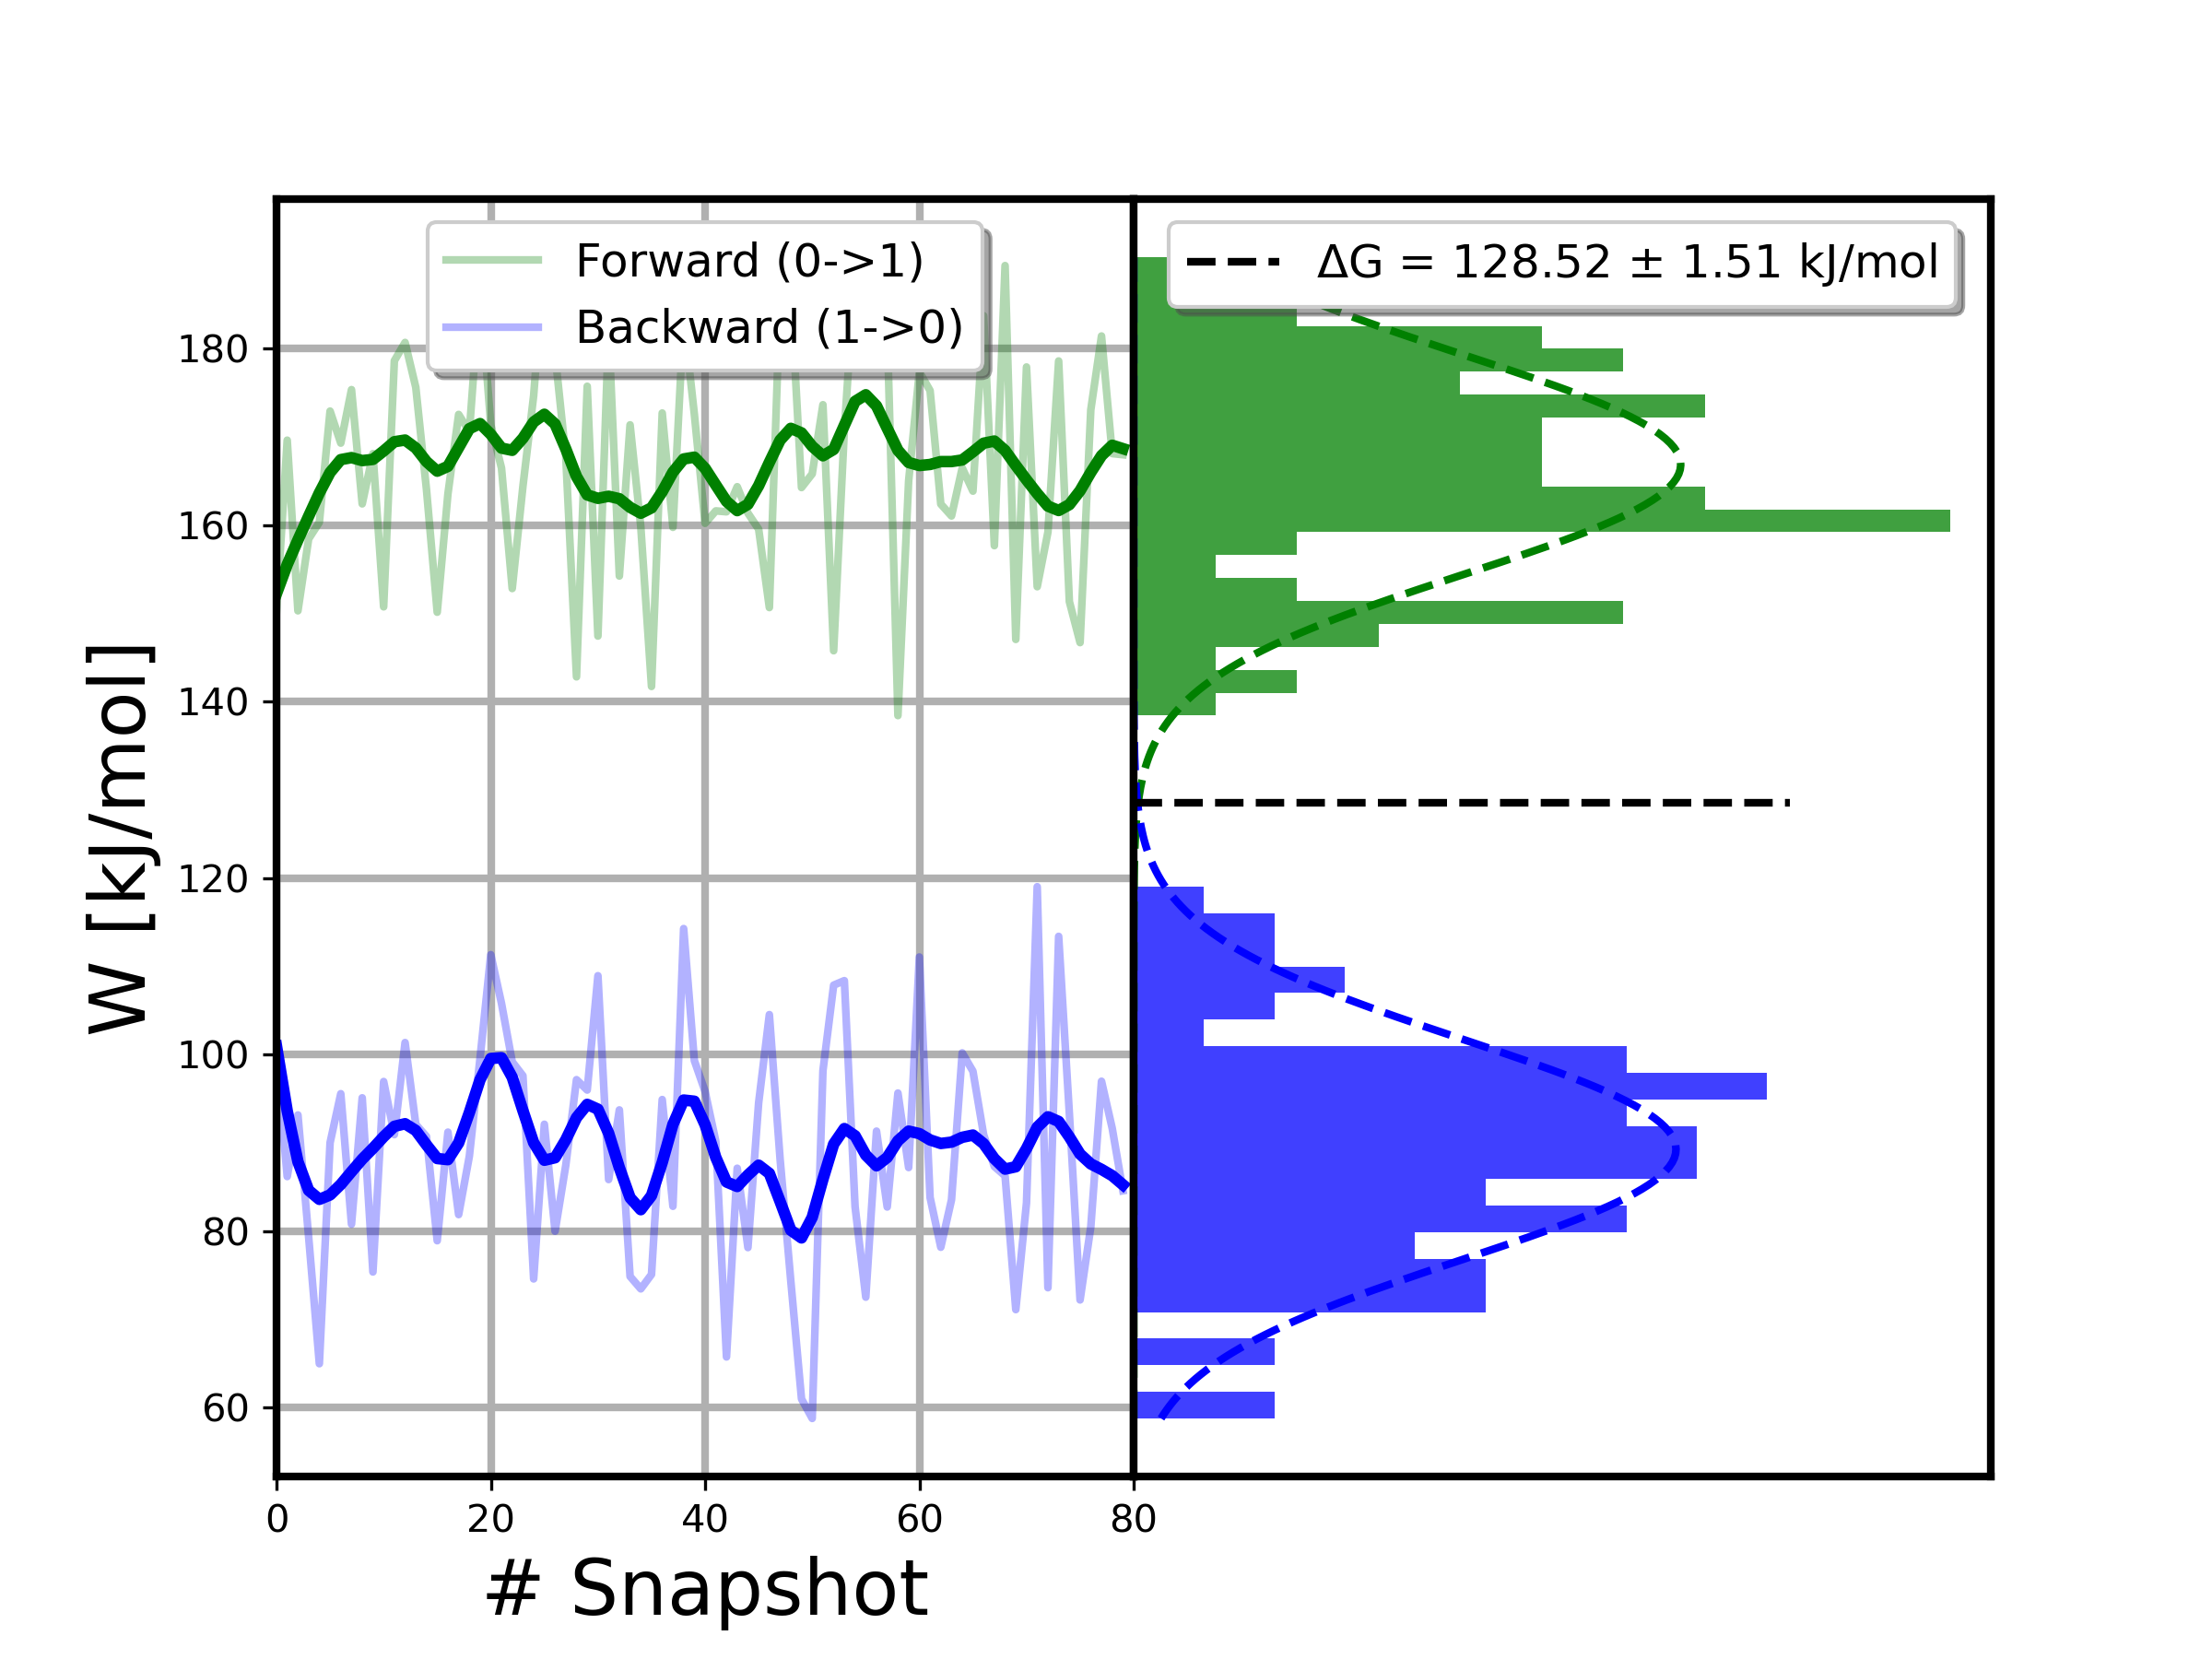 Forward (0->1)
Backward (1->0)
ΔG = 128.52 ± 1.51 kJ/mol
W [kJ/mol]
180
160
140
120
100
80
60
0 20 40 60 80
# Snapshot